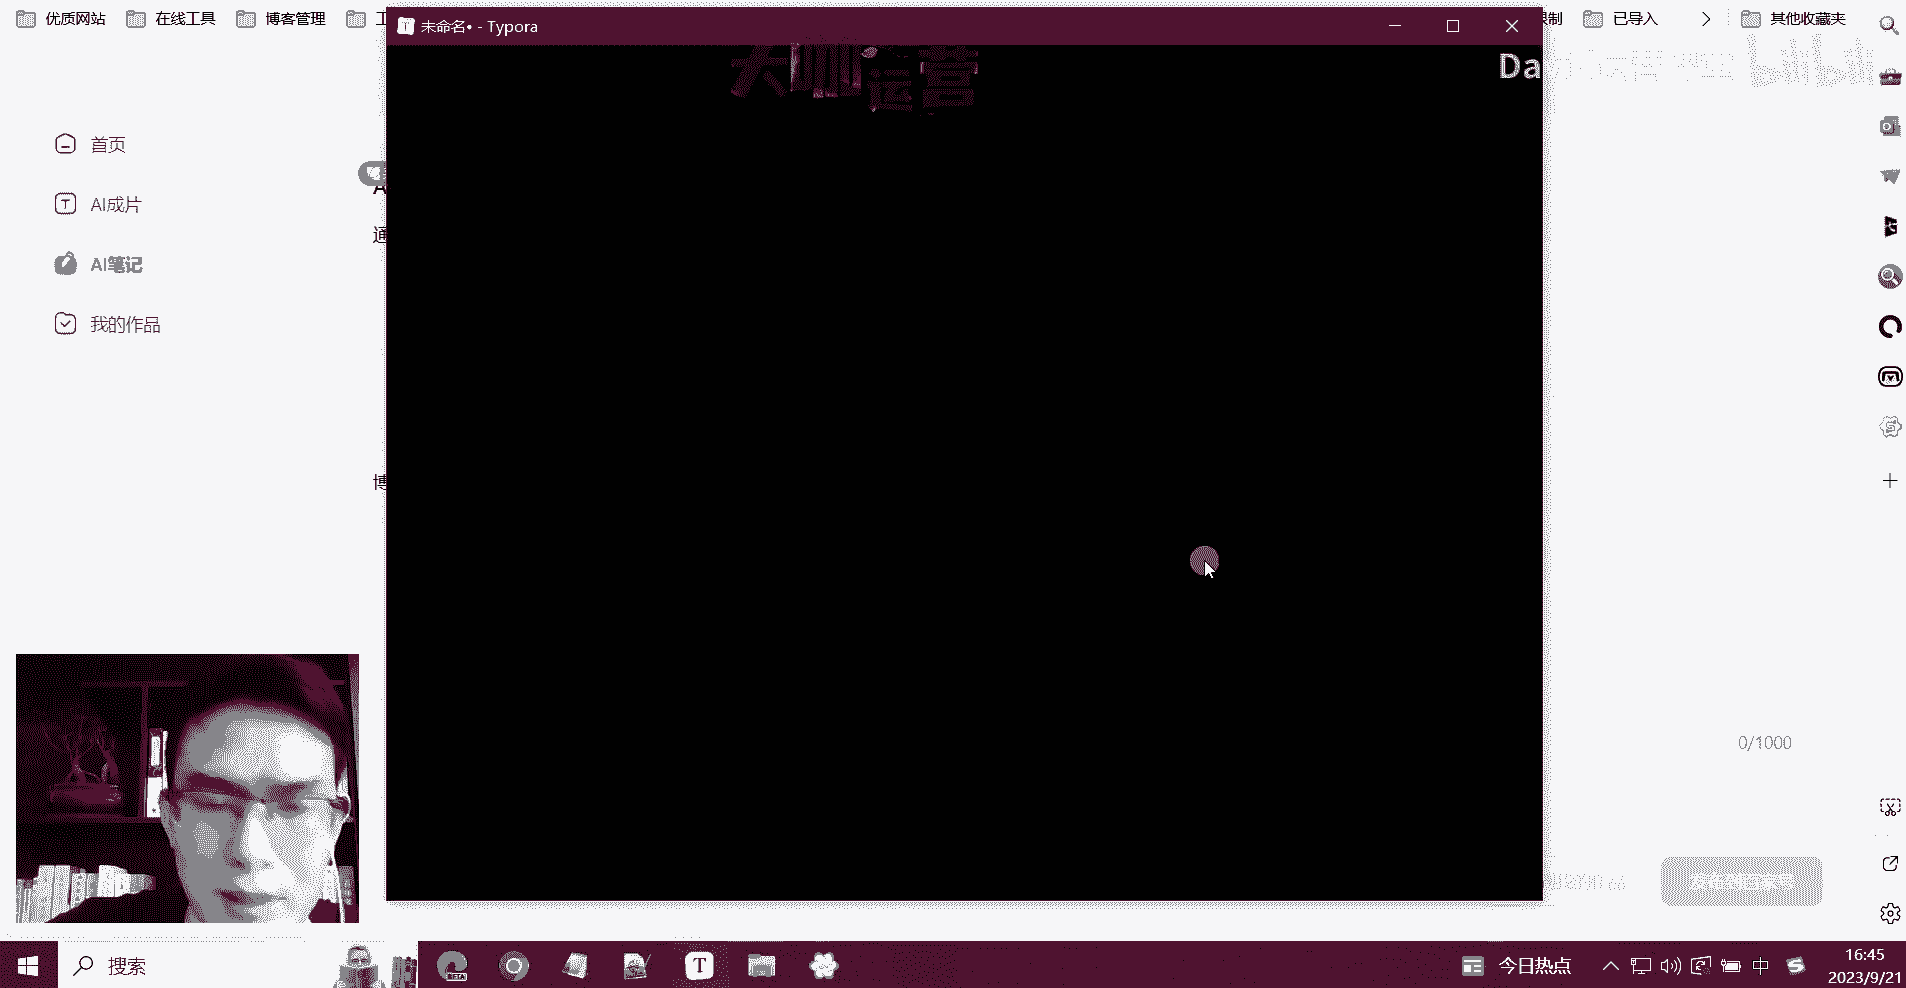 优质网站
在线工具
博客管理
未命名• - Typora
已导入
其他收藏夹
大咖运营
Da
bilibili
首页
AI成片
AI笔记
我的作品
通
博
0/1000
搜索
BETA
T
今日热点
中
16:45
2023/9/21